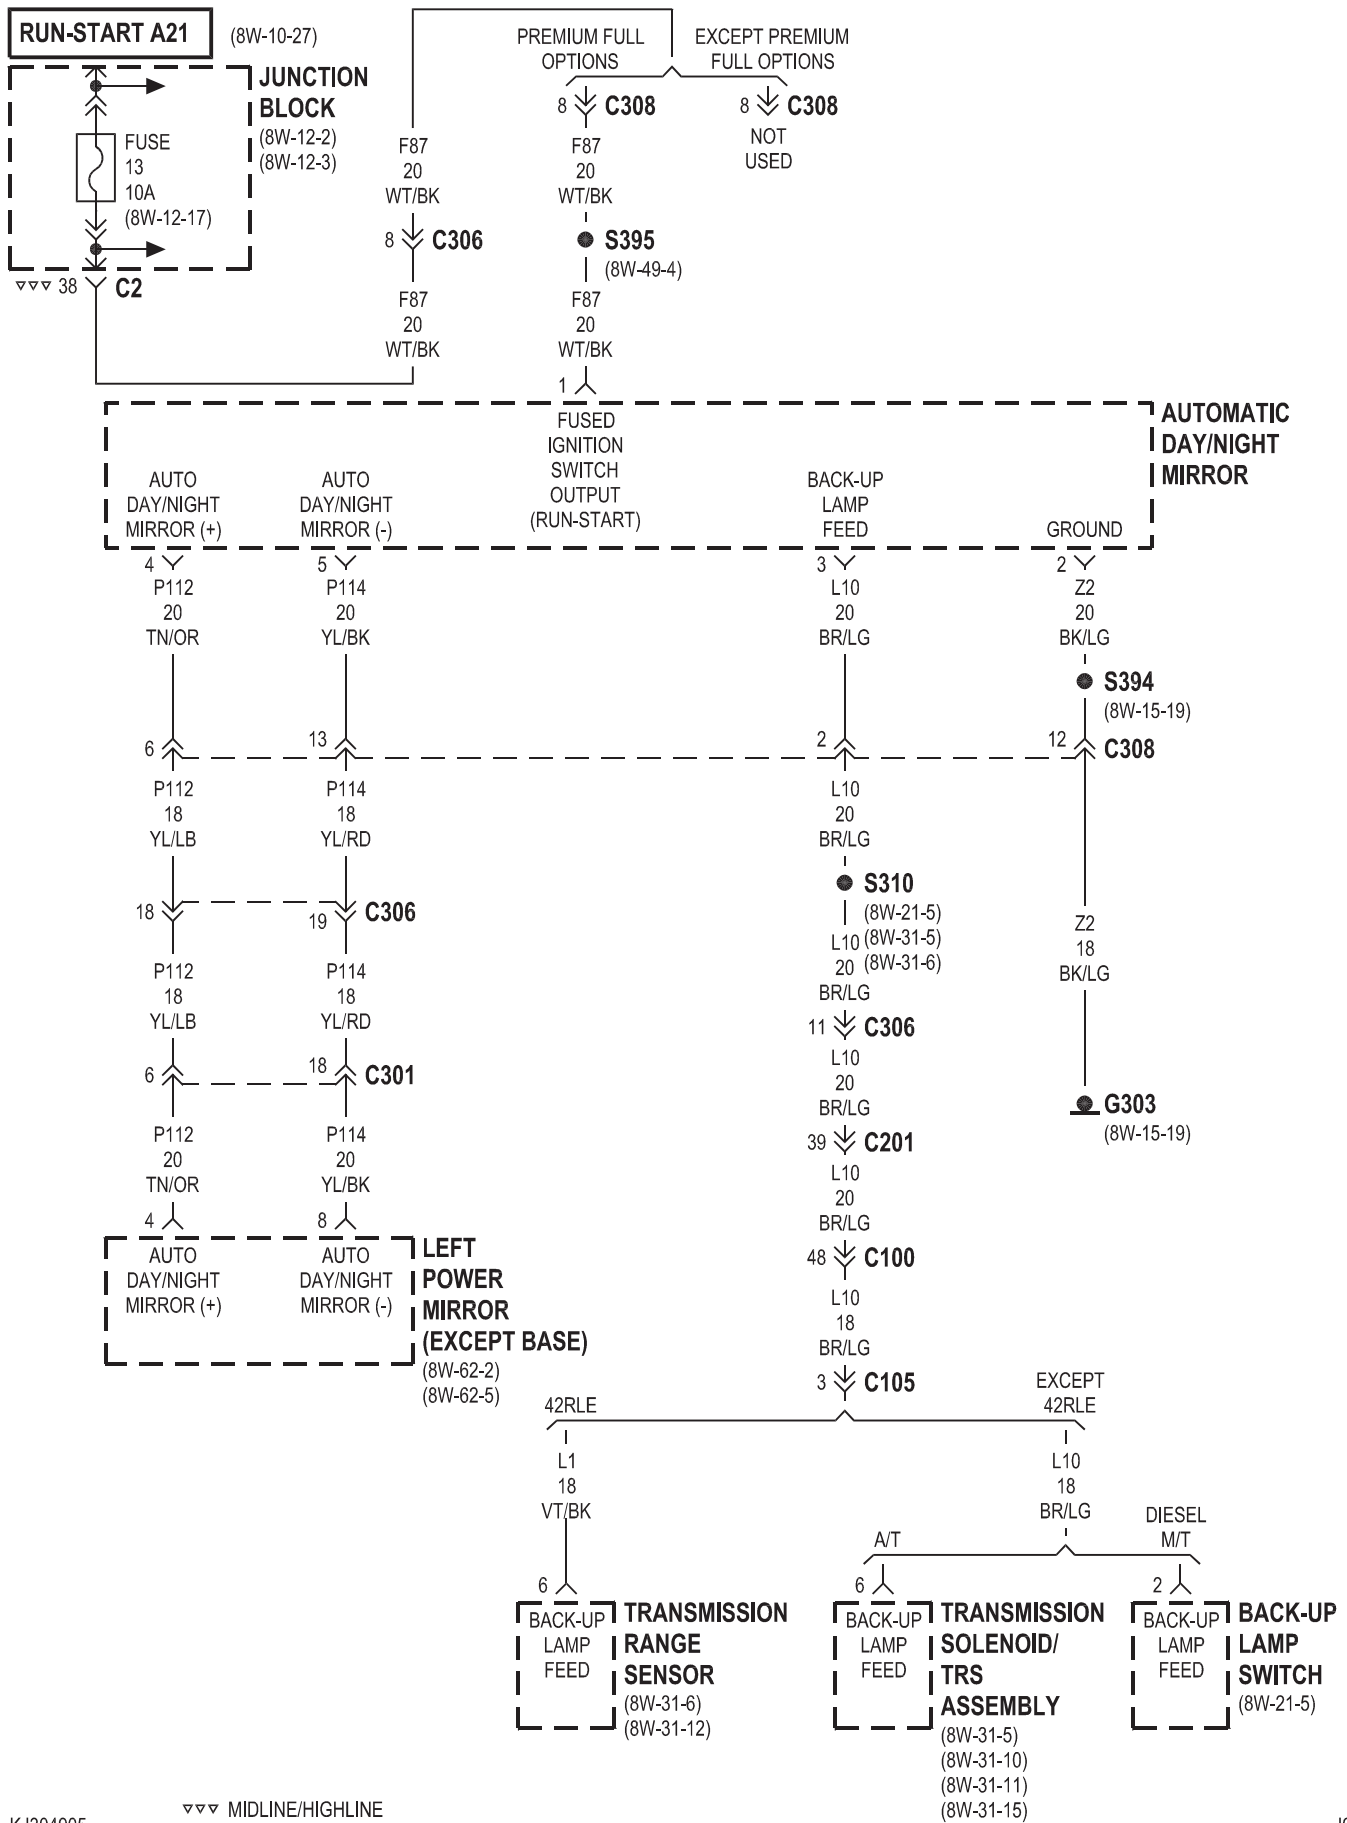 RUN-START A21
(8W-10-27)
JUNCTION
BLOCK
(8W-12-2)
(8W-12-3)
FUSE
13
10A
(8W-12-17)
38
C2
F87
20
WT/BK
8
C306
F87
20
WT/BK
PREMIUM FULL
OPTIONS
8
C308
F87
20
WT/BK
S395
(8W-49-4)
F87
20
WT/BK
1
EXCEPT PREMIUM
FULL OPTIONS
8
C308
NOT
USED
AUTOMATIC
DAY/NIGHT
MIRROR
FUSED
IGNITION
SWITCH
OUTPUT
(RUN-START)
AUTO
DAY/NIGHT
MIRROR (+)
AUTO
DAY/NIGHT
MIRROR (-)
BACK-UP
LAMP
FEED
GROUND
4
P112
20
TN/OR
5
P114
20
YL/BK
3
L10
20
BR/LG
2
Z2
20
BK/LG
S394
(8W-15-19)
6
13
2
12
C308
P112
18
YL/LB
P114
18
YL/RD
L10
20
BR/LG
S310
(8W-21-5)
(8W-31-5)
(8W-31-6)
18
19
C306
L10
20
BR/LG
Z2
18
BK/LG
P112
18
YL/LB
P114
18
YL/RD
11
C306
L10
20
BR/LG
6
18
C301
G303
(8W-15-19)
P112
20
TN/OR
P114
20
YL/BK
39
C201
L10
20
BR/LG
4
8
AUTO
DAY/NIGHT
MIRROR (+)
AUTO
DAY/NIGHT
MIRROR (-)
LEFT
POWER
MIRROR
(EXCEPT BASE)
(8W-62-2)
(8W-62-5)
48
C100
L10
18
BR/LG
3
C105
42RLE
EXCEPT
42RLE
L1
18
VT/BK
L10
18
BR/LG
A/T
DIESEL
M/T
6
BACK-UP
LAMP
FEED
TRANSMISSION
RANGE
SENSOR
(8W-31-6)
(8W-31-12)
6
BACK-UP
LAMP
FEED
TRANSMISSION
SOLENOID/
TRS
ASSEMBLY
(8W-31-5)
(8W-31-10)
(8W-31-11)
(8W-31-15)
2
BACK-UP
LAMP
FEED
BACK-UP
LAMP
SWITCH
(8W-21-5)
MIDLINE/HIGHLINE